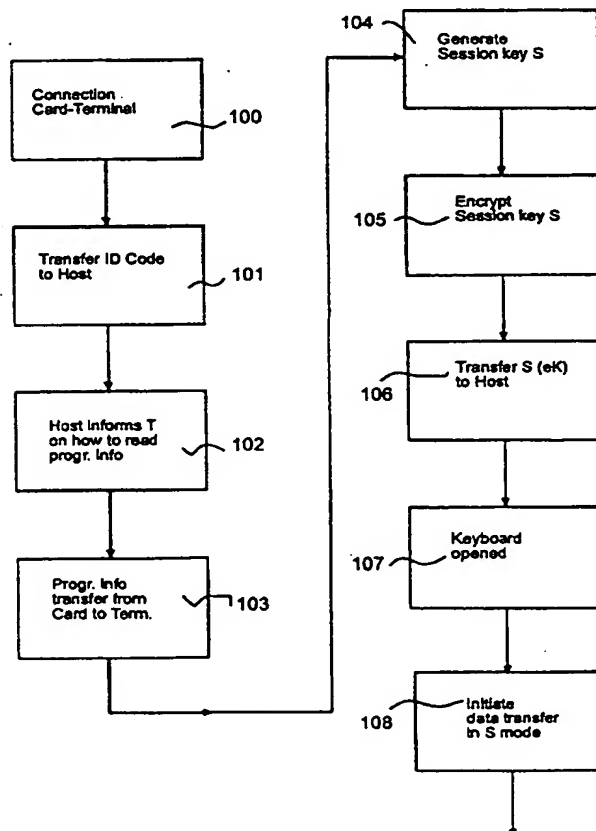 Connection
Card-Terminal
100
Transfer ID Code
to Host
101
Host Informs T
on how to read
progr. Info
102
Progr. Info
transfer from
Card to Term.
103
104
Generate
Session key S
105
Encrypt
Session key S
106
Transfer S (eK)
to Host
107
Keyboard
opened
108
Initiate
data transfer
In S mode